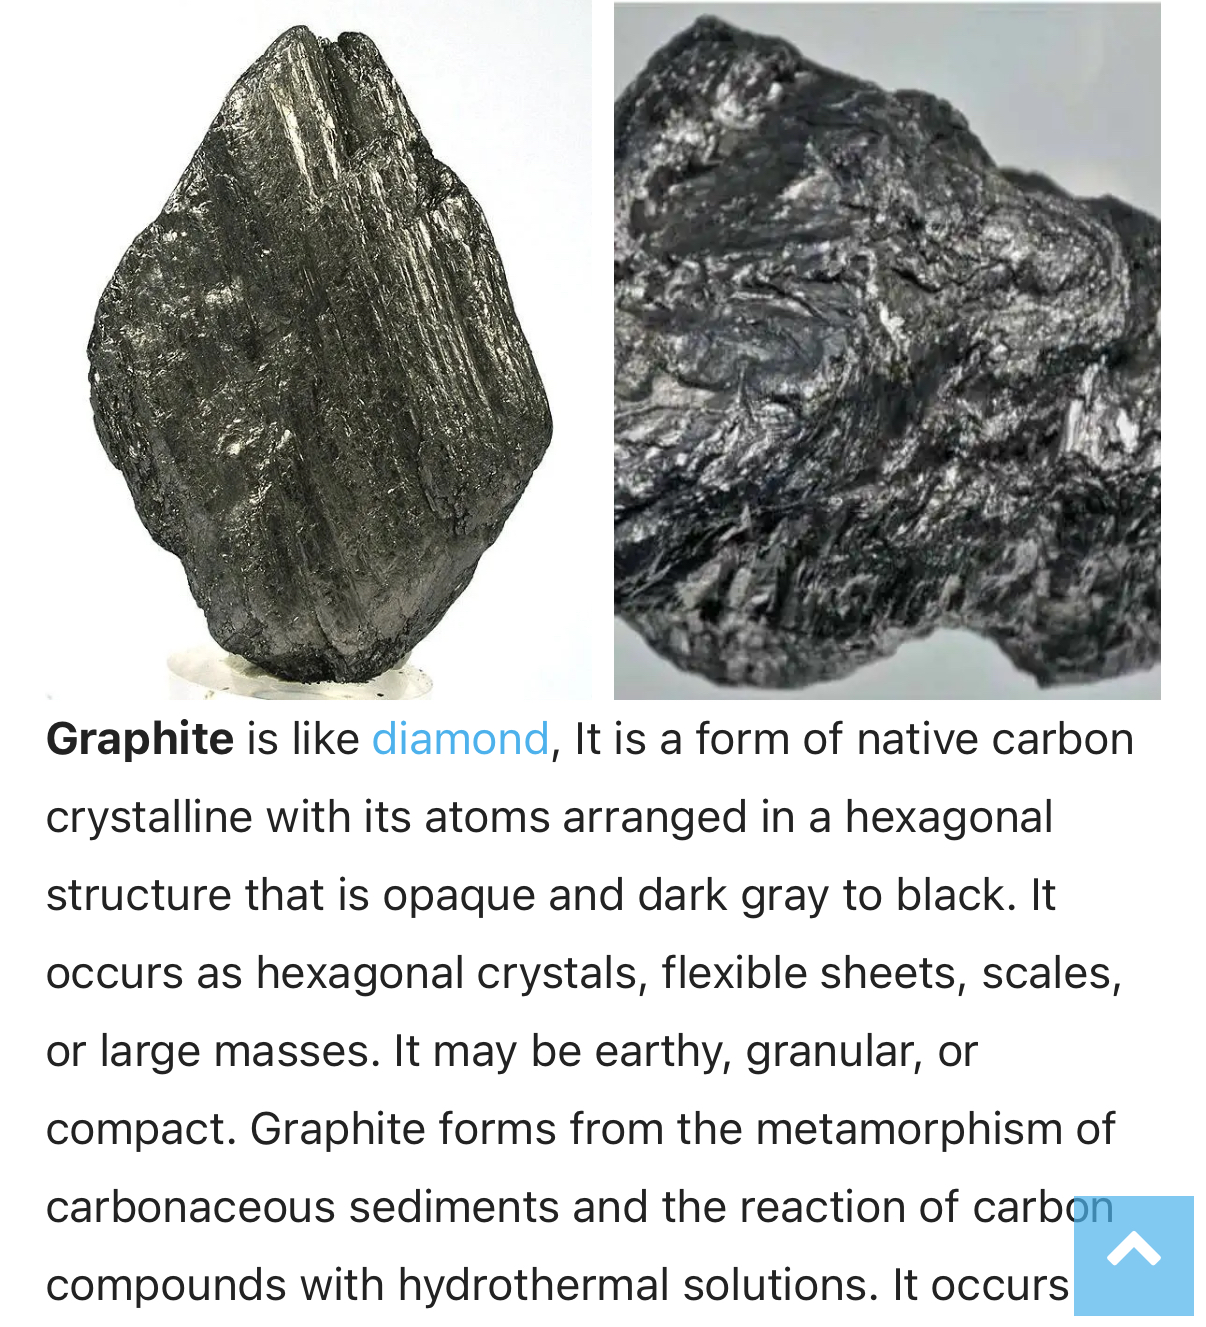 Graphite is like diamond, It is a form of native carbon
crystalline with its atoms arranged in a hexagonal
structure that is opaque and dark gray to black. It
occurs as hexagonal crystals, flexible sheets, scales,
or large masses. It may be earthy, granular, or
compact. Graphite forms from the metamorphism of
carbonaceous sediments and the reaction of carbon
compounds with hydrothermal solutions. It occurs